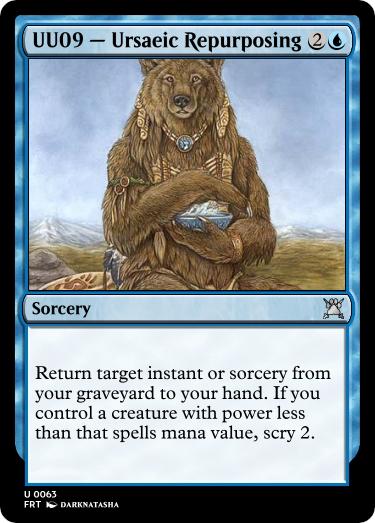 UU09 — Ursaeic Repurposing 2
Sorcery
Return target instant or sorcery from
your graveyard to your hand. If you
control a creature with power less
than that spells mana value, scry 2.
U 0063
FRT DARKNATASHA